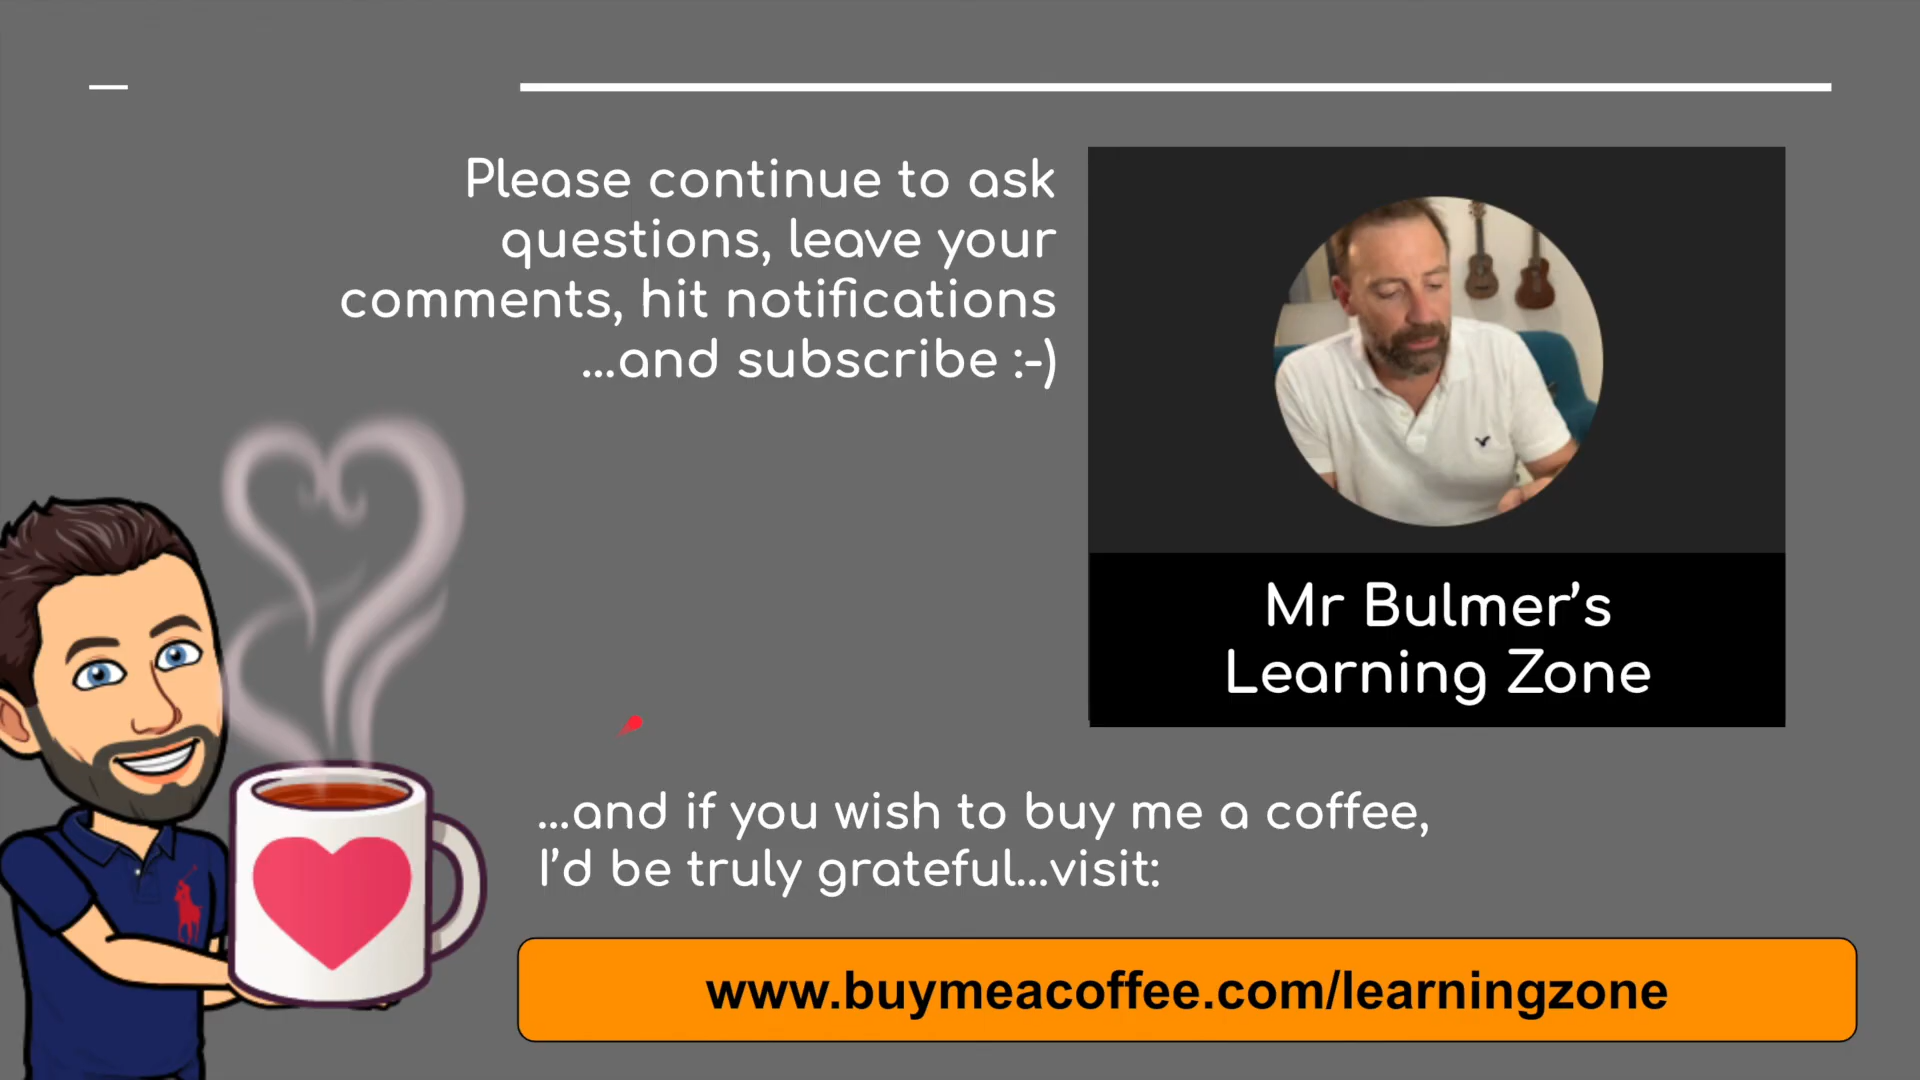 Please continue to ask
questions, leave your
comments, hit notifications
...and subscribe :-)
Mr Bulmer’s
Learning Zone
...and if you wish to buy me a coffee,
I’d be truly grateful...visit:
www.buymeacoffee.com/learningzone